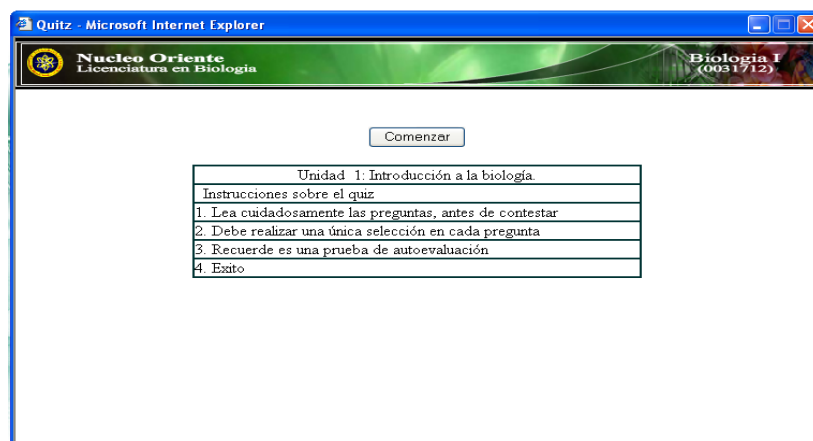 Quitz - Microsoft Internet Explorer
Nucleo Oriente
Licenciatura en Biologia
Biologia I
(0031712)
Comenzar
Unidad 1: Introducción a la biología.
Instrucciones sobre el quiz
1. Lea cuidadosamente las preguntas, antes de contestar
2. Debe realizar una única selección en cada pregunta
3. Recuerde es una prueba de autoevaluación
4. Exito